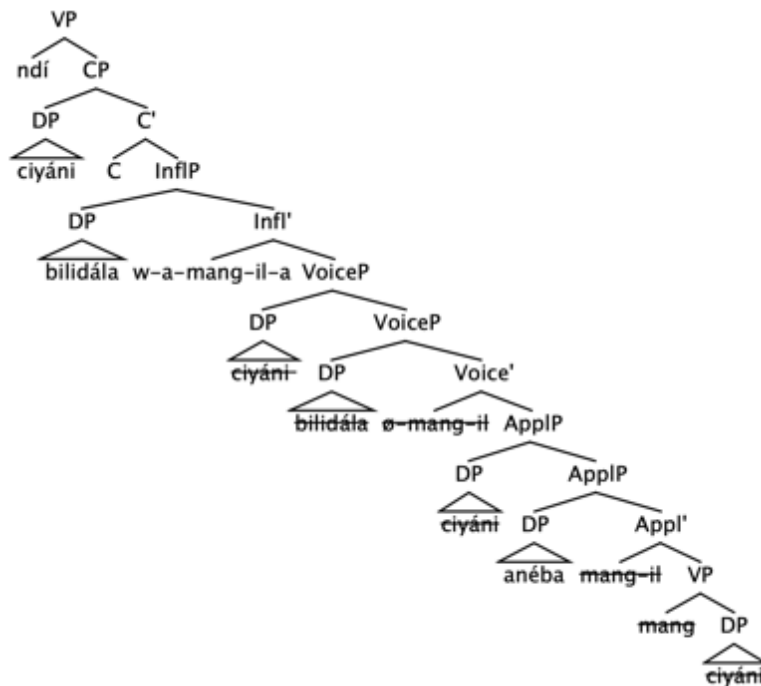 VP
ndí CP
DP C'
ciyáni C InflP
DP Infl'
bilidála w-a-mang-il-a VoiceP
DP VoiceP
ciyáni DP Voice'
bilidála ø-mang-il ApplP
DP ApplP
ciyáni DP Appl'
anéba mang-il VP
mang DP
ciyáni